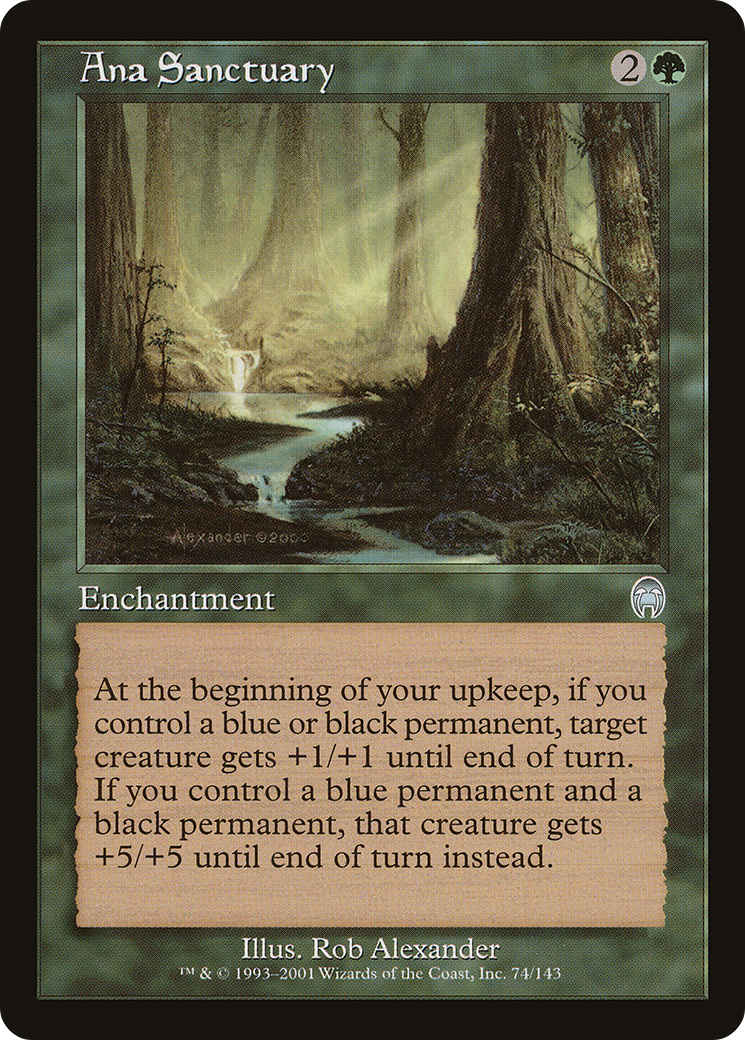 Ana Sanctuary 2
Alexander ©2000
Enchantment
At the beginning of your upkeep, if you
control a blue or black permanent, target
creature gets +1/+1 until end of turn.
If you control a blue permanent and a
black permanent, that creature gets
+5/+5 until end of turn instead.
Illus. Rob Alexander
™ & © 1993–2001 Wizards of the Coast, Inc. 74/143